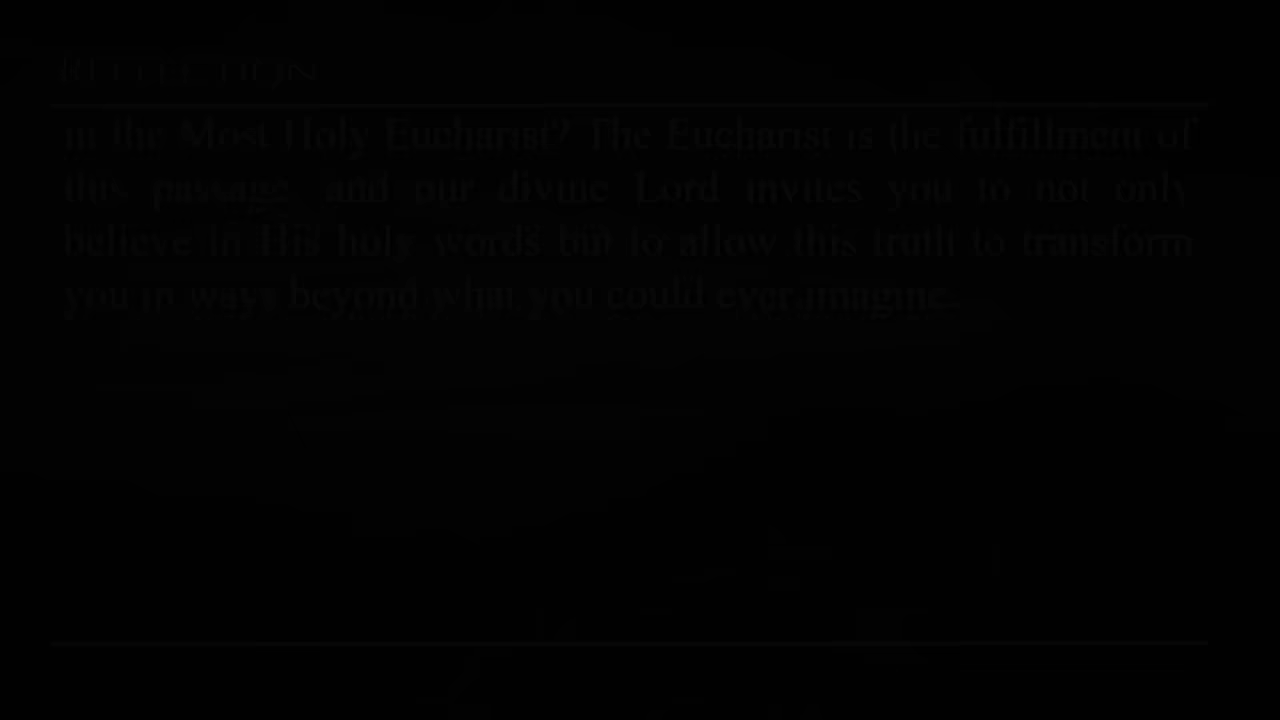 REFLECTION
in the Most Holy Eucharist? The Eucharist is the fulfillment of
this passage, and our divine Lord invites you to not only
believe in His holy words but to allow this truth to transform
you in ways beyond what you could ever imagine.